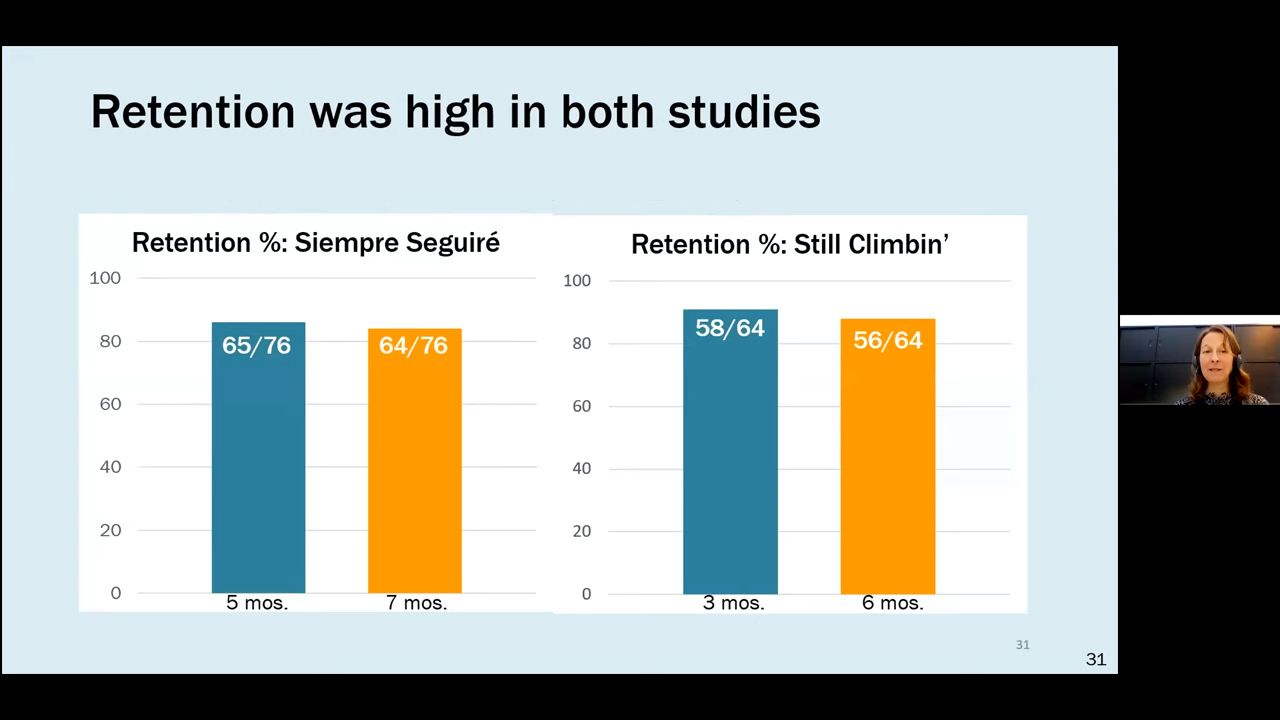 Retention was high in both studies
Retention %: Siempre Seguiré
100
80
60
40
20
0
65/76
64/76
5 mos.
7 mos.
Retention %: Still Climbin’
100
80
60
40
20
0
58/64
56/64
3 mos.
6 mos.
31
31